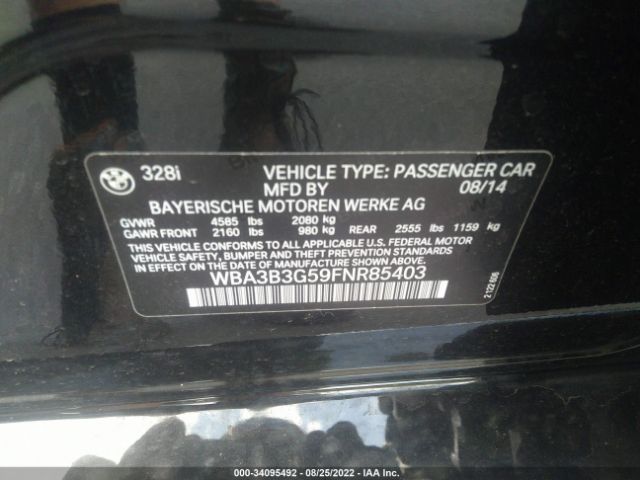 328i VEHICLE TYPE: PASSENGER CAR
MFD BY 08/14
BAYERISCHE MOTOREN WERKE AG
GVWR 4585 lbs 2080 kg
GAWR FRONT 2160 lbs 980 kg REAR 2555 lbs 1159 kg
THIS VEHICLE CONFORMS TO ALL APPLICABLE U.S. FEDERAL MOTOR
VEHICLE SAFETY, BUMPER AND THEFT PREVENTION STANDARDS
IN EFFECT ON THE DATE OF MANUFACTURE SHOWN ABOVE.
WBA3B3G59FNR85403
2122606
000-34095492 - 08/25/2022 - IAA Inc.